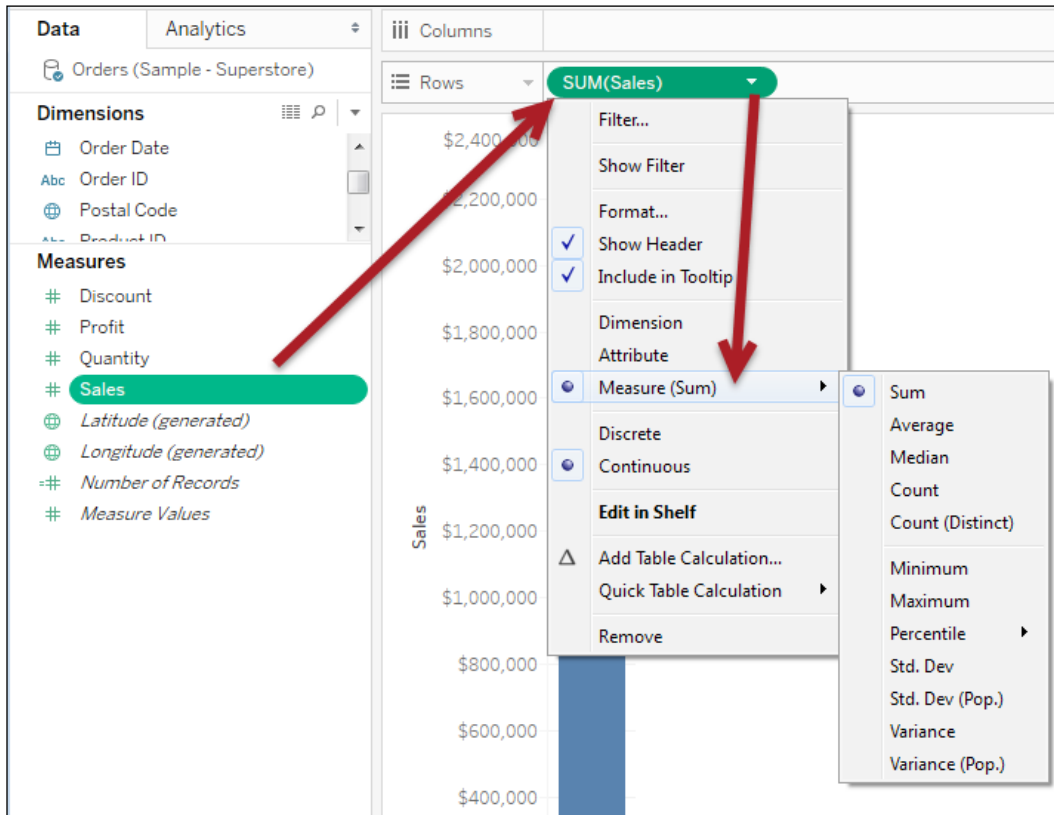 Data
Analytics
Orders (Sample - Superstore)
Dimensions
Order Date
Abc Order ID
Postal Code
Abc Product ID
Measures
# Discount
# Profit
# Quantity
# Sales
Latitude (generated)
Longitude (generated)
=# Number of Records
# Measure Values
iii Columns
Rows
SUM(Sales)
Sales
$2,400,000
$2,200,000
$2,000,000
$1,800,000
$1,600,000
$1,400,000
$1,200,000
$1,000,000
$800,000
$600,000
$400,000
Filter...
Show Filter
Format...
Show Header
Include in Tooltip
Dimension
Attribute
Measure (Sum)
Discrete
Continuous
Edit in Shelf
Add Table Calculation...
Quick Table Calculation
Remove
Sum
Average
Median
Count
Count (Distinct)
Minimum
Maximum
Percentile
Std. Dev
Std. Dev (Pop.)
Variance
Variance (Pop.)